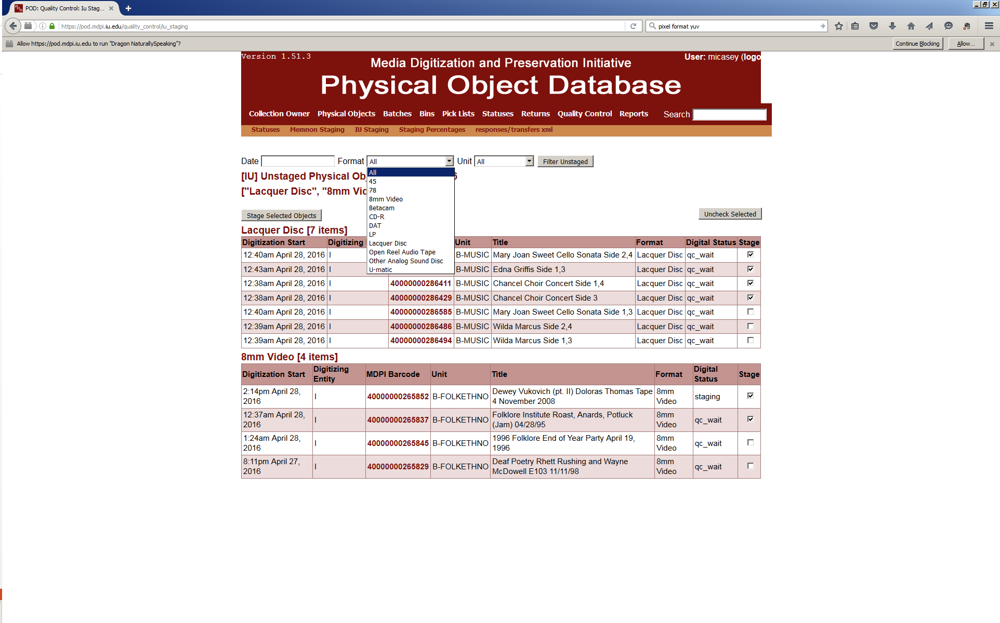 POD: Quality Control: Iu Stag...
https://pod.mdpi.iu.edu/quality_control/iu_staging
pixel format yuv
Allow https://pod.mdpi.iu.edu to run "Dragon NaturallySpeaking"?
Continue Blocking
Allow...
Version 1.51.3
User: micasey (logo
Media Digitization and Preservation Initiative
Physical Object Database
Collection Owner Physical Objects Batches Bins Pick Lists Statuses Returns Quality Control Reports Search
Statuses Memnon Staging IU Staging Staging Percentages responses/transfers xml
Date Format All Unit All Filter Unstaged
All
45
78
8mm Video
Betacam
CD-R
DAT
LP
Lacquer Disc
Open Reel Audio Tape
Other Analog Sound Disc
U-matic
[IU] Unstaged Physical Ob 6
["Lacquer Disc", "8mm Vid
Stage Selected Objects
Uncheck Selected
Lacquer Disc [7 items]
Digitization Start Digitizing Unit Title Format Digital Status Stage
12:40am April 28, 2016 I B-MUSIC Mary Joan Sweet Cello Sonata Side 2,4 Lacquer Disc qc_wait
12:43am April 28, 2016 I B-MUSIC Edna Griffis Side 1,3 Lacquer Disc qc_wait
12:38am April 28, 2016 I 40000000286411 B-MUSIC Chancel Choir Concert Side 1,4 Lacquer Disc qc_wait
12:38am April 28, 2016 I 40000000286429 B-MUSIC Chancel Choir Concert Side 3 Lacquer Disc qc_wait
12:40am April 28, 2016 I 40000000286585 B-MUSIC Mary Joan Sweet Cello Sonata Side 1,3 Lacquer Disc qc_wait
12:39am April 28, 2016 I 40000000286486 B-MUSIC Wilda Marcus Side 2,4 Lacquer Disc qc_wait
12:39am April 28, 2016 I 40000000286494 B-MUSIC Wilda Marcus Side 1,3 Lacquer Disc qc_wait
8mm Video [4 items]
Digitization Start Digitizing Entity MDPI Barcode Unit Title Format Digital Status Stage
2:14pm April 28, 2016 I 40000000265852 B-FOLKETHNO Dewey Vukovich (pt. II) Doloras Thomas Tape 4 November 2008 8mm Video staging
12:37am April 28, 2016 I 40000000265837 B-FOLKETHNO Folklore Institute Roast, Anards, Potluck (Jam) 04/28/95 8mm Video qc_wait
1:24am April 28, 2016 I 40000000265845 B-FOLKETHNO 1996 Folklore End of Year Party April 19, 1996 8mm Video qc_wait
8:11pm April 27, 2016 I 40000000265829 B-FOLKETHNO Deaf Poetry Rhett Rushing and Wayne McDowell E103 11/11/98 8mm Video qc_wait